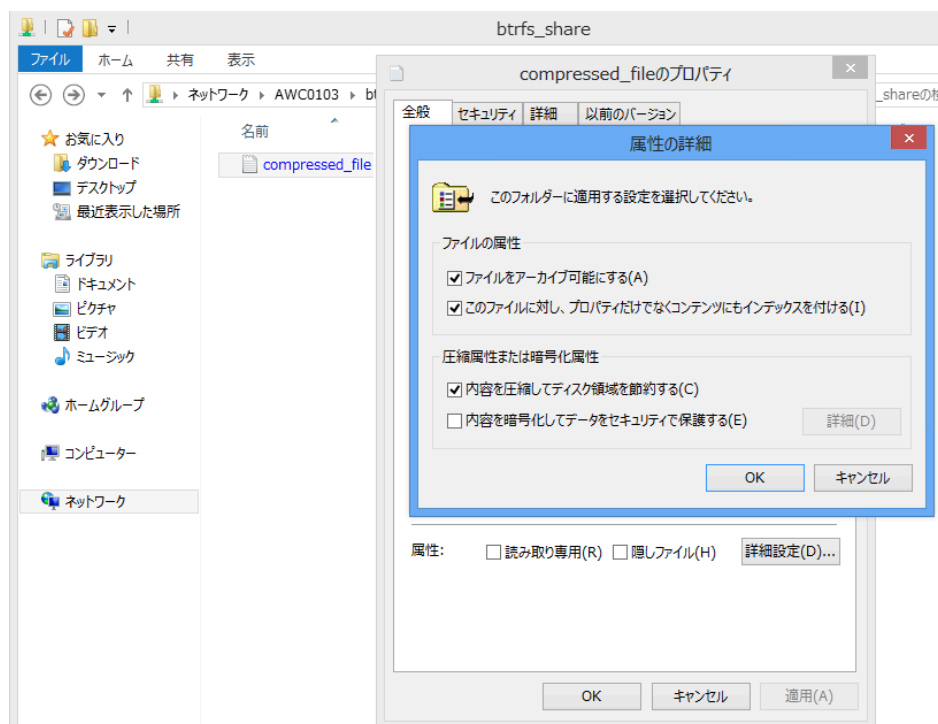 btrfs_share
ファイル ホーム 共有 表示
ネットワーク AWC0103
_shareの検
お気に入り
ダウンロード
デスクトップ
最近表示した場所
ライブラリ
ドキュメント
ピクチャ
ビデオ
ミュージック
ホームグループ
コンピューター
ネットワーク
名前
compressed_file
compressed_fileのプロパティ
全般 セキュリティ 詳細 以前のバージョン
属性の詳細
このフォルダーに適用する設定を選択してください。
ファイルの属性
ファイルをアーカイブ可能にする(A)
このファイルに対し、プロパティだけでなくコンテンツにもインデックスを付ける(I)
圧縮属性または暗号化属性
内容を圧縮してディスク領域を節約する(C)
内容を暗号化してデータをセキュリティで保護する(E) 詳細(D)
OK キャンセル
属性: 読み取り専用(R) 隠しファイル(H) 詳細設定(D)...
OK キャンセル 適用(A)